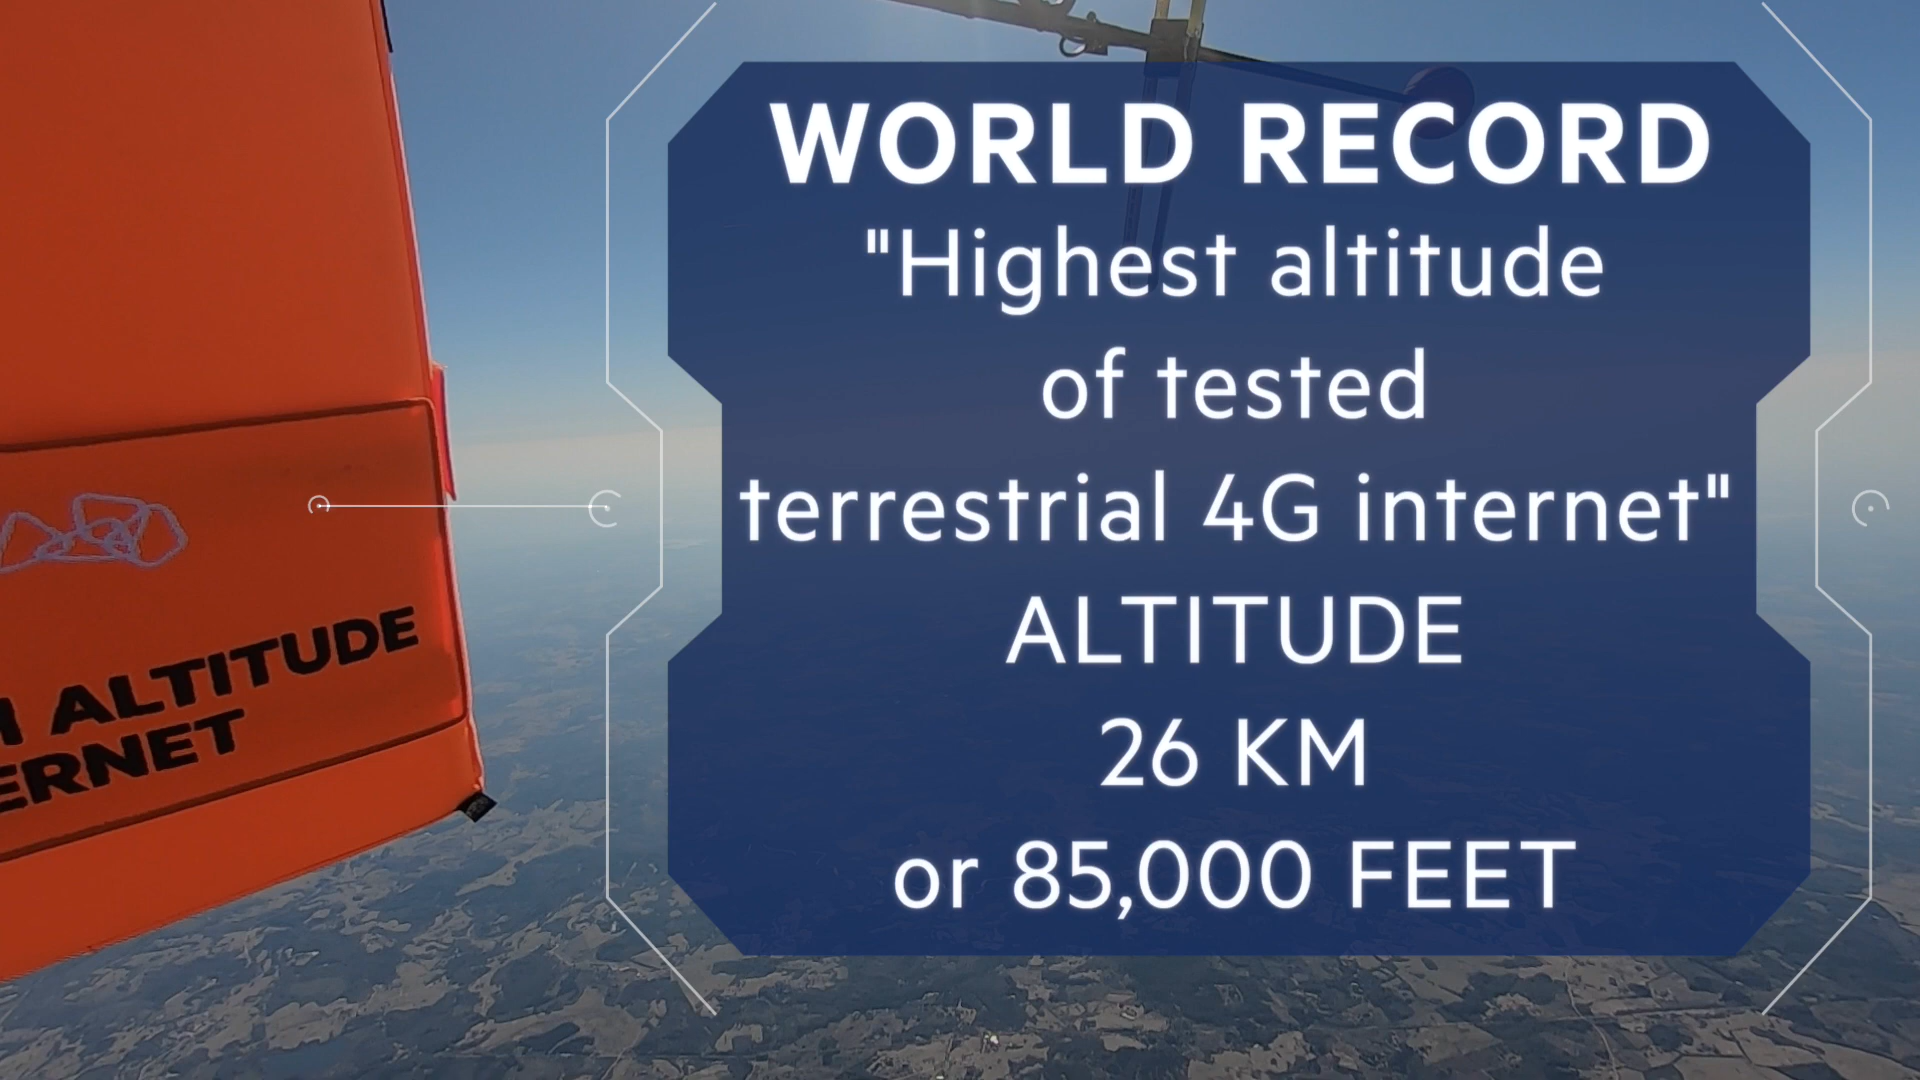 WORLD RECORD
"Highest altitude
of tested
terrestrial 4G internet"
ALTITUDE
26 KM
or 85,000 FEET
ALTITUDE
ERNET